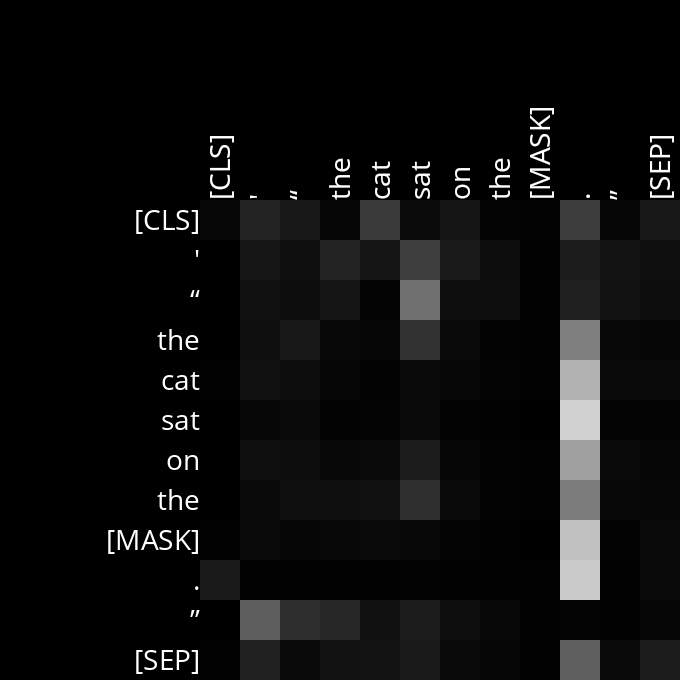 [CLS] ' “ the cat sat on the [MASK] . ” [SEP]
[CLS]
'
“
the
cat
sat
on
the
[MASK]
.
”
[SEP]